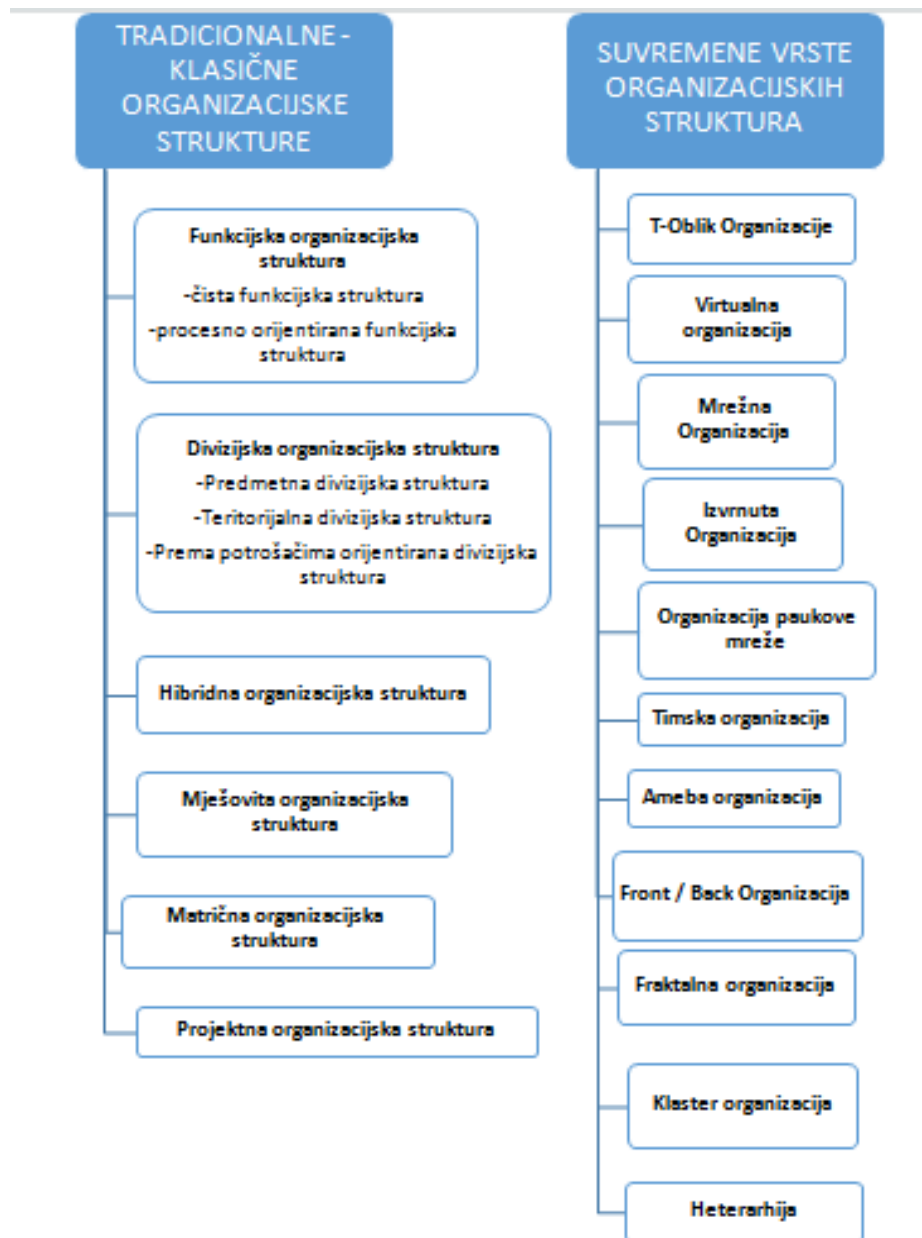 TRADICIONALNE -
KLASIČNE
ORGANIZACIJSKE
STRUKTURE
Funkcijska organizacijska
struktura
-čista funkcijska struktura
-procesno orijentirana funkcijska
struktura
Divizijska organizacijska struktura
-Predmetna divizijska struktura
-Teritorijalna divizijska struktura
-Prema potrošačima orijentirana divizijska
struktura
Hibridna organizacijska struktura
Mješovita organizacijska
struktura
Matrična organizacijska
struktura
Projektna organizacijska struktura
SUVREMENE VRSTE
ORGANIZACIJSKIH
STRUKTURA
T-Oblik Organizacije
Virtualna
organizacija
Mrežna
Organizacija
Izvrnuta
Organizacija
Organizacija paukove
mreže
Timska organizacija
Ameba organizacija
Front / Back Organizacija
Fraktalna organizacija
Klaster organizacija
Heterarhija